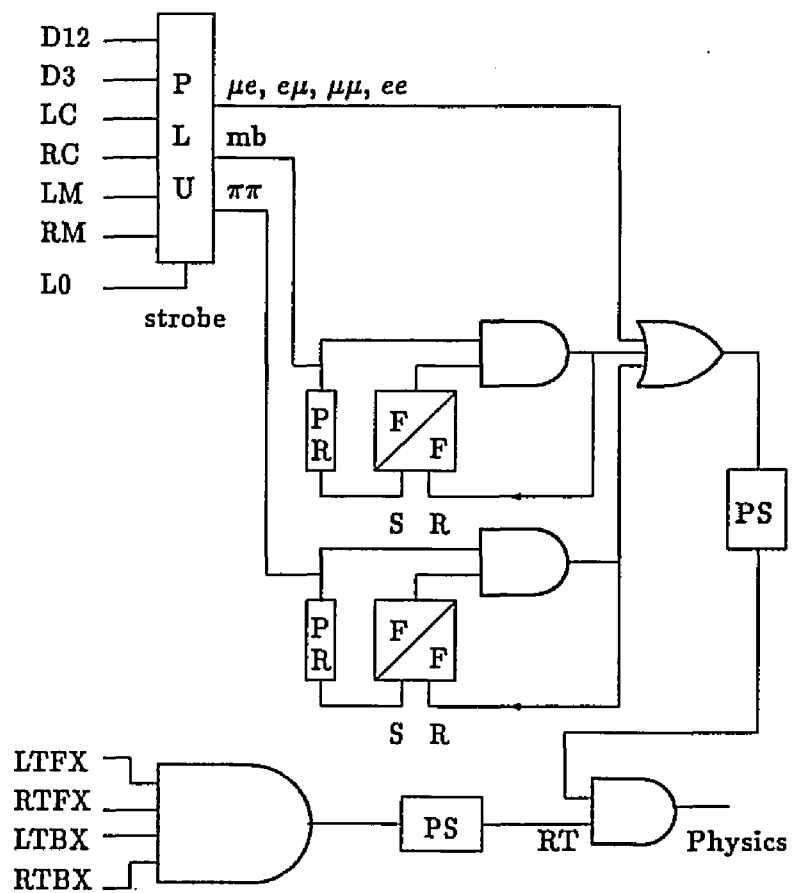 D12
D3
LC
RC
LM
RM
L0
P
L
U
strobe
μe, eμ, μμ, ee
mb
ππ
P
R
F
F
S R
PS
P
R
F
F
S R
LTFX
RTFX
LTBX
RTBX
PS
RT
Physics